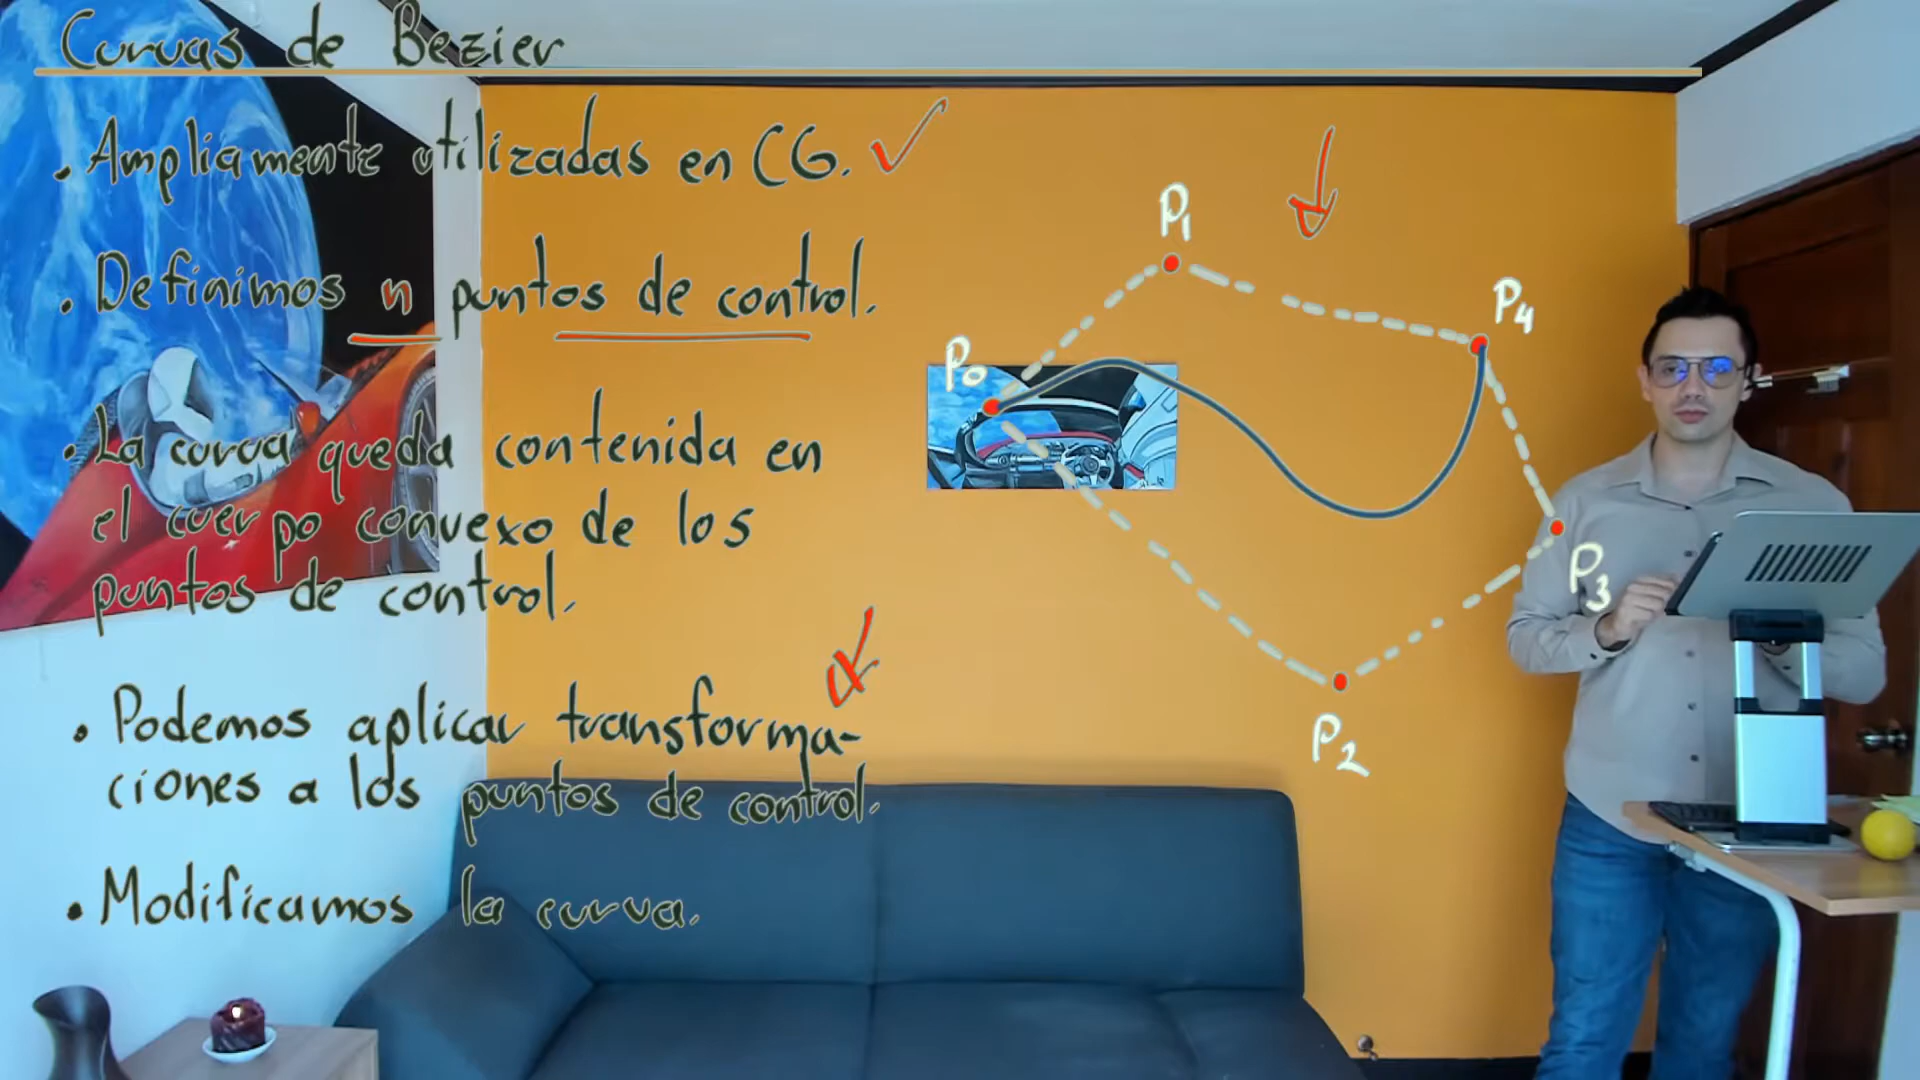 Curvas de Bezier
. Ampliamente utilizadas en CG. ✓
. Definimos n puntos de control.
. La curva queda contenida en
el cuerpo convexo de los
puntos de control.
. Podemos aplicar transforma-
ciones a los puntos de control.
. Modificamos la curva.
P1
P4
P0
P3
P2